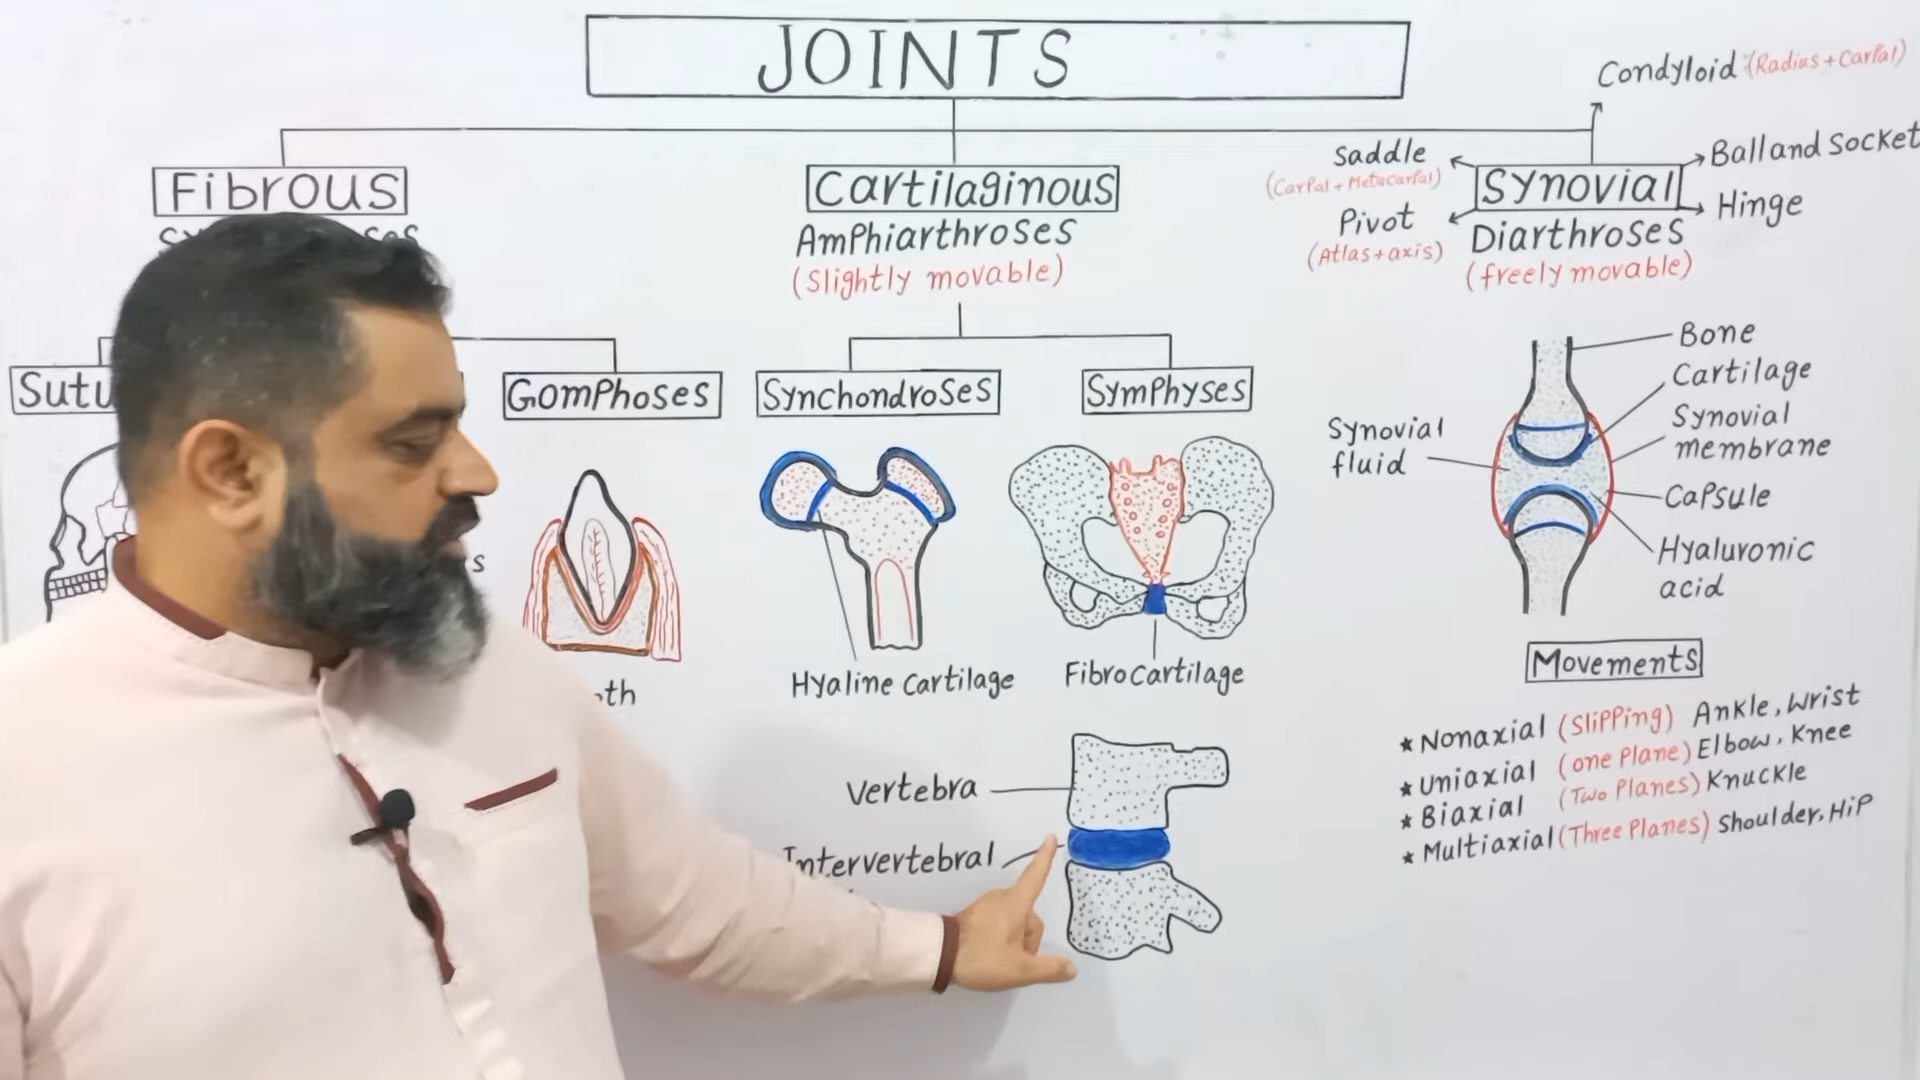 JOINTS
Condyloid (Radius+Carpal)
Saddle
(Carpal + Metacarpal)
Ball and Socket
Fibrous
Cartilaginous
Synovial
Hinge
Pivot
(Atlas+axis)
Amphiarthroses
Diarthroses
(Slightly movable)
(freely movable)
Gomphoses
Synchondroses
Symphyses
Bone
Cartilage
Synovial
membrane
Synovial
fluid
Capsule
Hyaluronic
acid
Hyaline cartilage
Fibrocartilage
Movements
★ Nonaxial (Slipping) Ankle, Wrist
★ Uniaxial (one Plane) Elbow, Knee
★ Biaxial (Two Planes) Knuckle
★ Multiaxial (Three Planes) Shoulder, Hip
Vertebra
Intervertebral